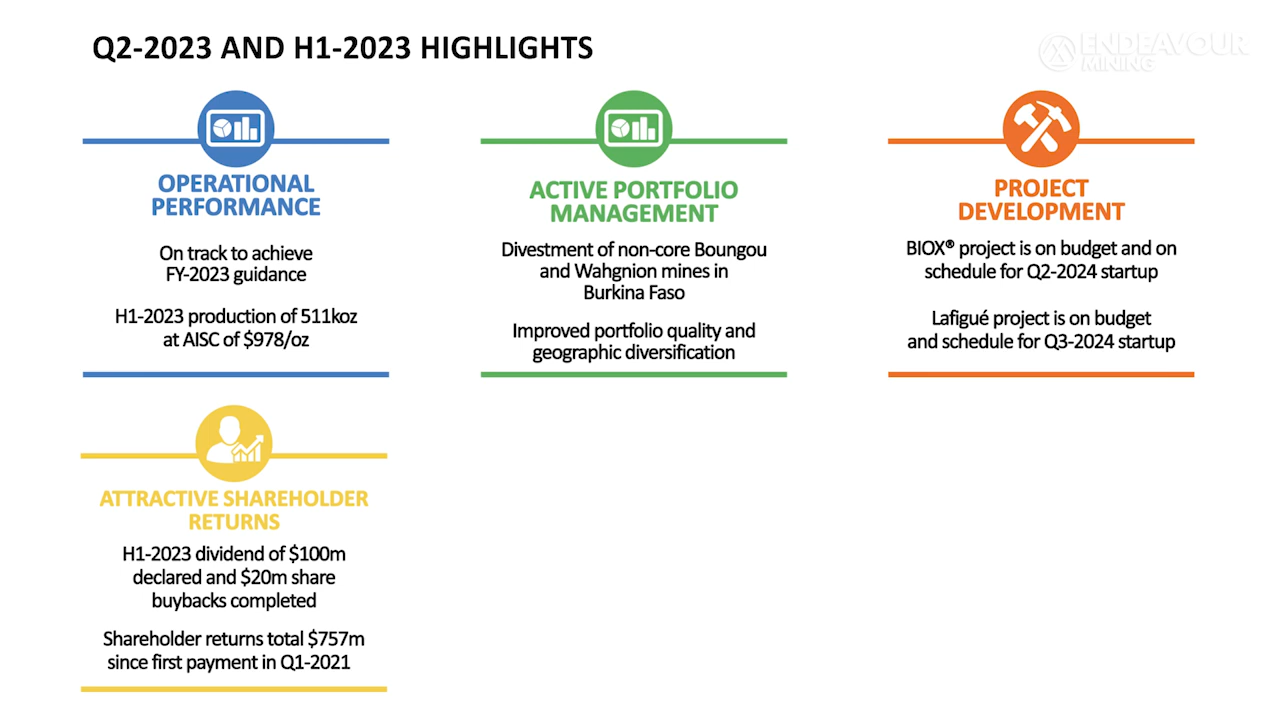 Q2-2023 AND H1-2023 HIGHLIGHTS
ENDEAVOUR
MINING
OPERATIONAL
PERFORMANCE
On track to achieve
FY-2023 guidance
H1-2023 production of 511koz
at AISC of $978/oz
ACTIVE PORTFOLIO
MANAGEMENT
Divestment of non-core Boungou
and Wahgnion mines in
Burkina Faso
Improved portfolio quality and
geographic diversification
PROJECT
DEVELOPMENT
BIOX® project is on budget and on
schedule for Q2-2024 startup
Lafigué project is on budget
and schedule for Q3-2024 startup
ATTRACTIVE SHAREHOLDER
RETURNS
H1-2023 dividend of $100m
declared and $20m share
buybacks completed
Shareholder returns total $757m
since first payment in Q1-2021